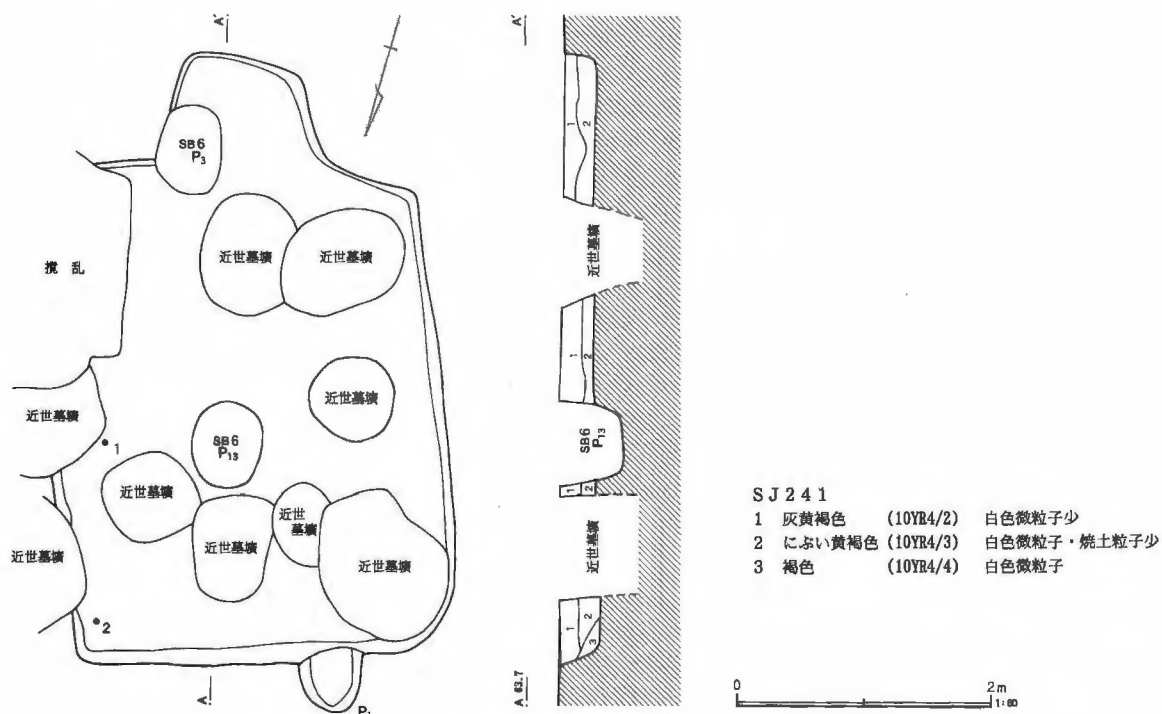 A'
SB6
P3
近世墓壙
近世墓壙
攪乱
近世墓壙
近世墓壙
1
SB6
P13
近世墓壙
近世
墓壙
近世墓壙
近世墓壙
近世墓壙
2
A
P1
A'
1
2
近世墓壙
1
2
SB6
P13
1
2
近世墓壙
1
2
3
A 63.7
SJ241
1 灰黄褐色 (10YR4/2) 白色微粒子少
2 にぶい黄褐色 (10YR4/3) 白色微粒子・焼土粒子少
3 褐色 (10YR4/4) 白色微粒子
0 2m
1:60